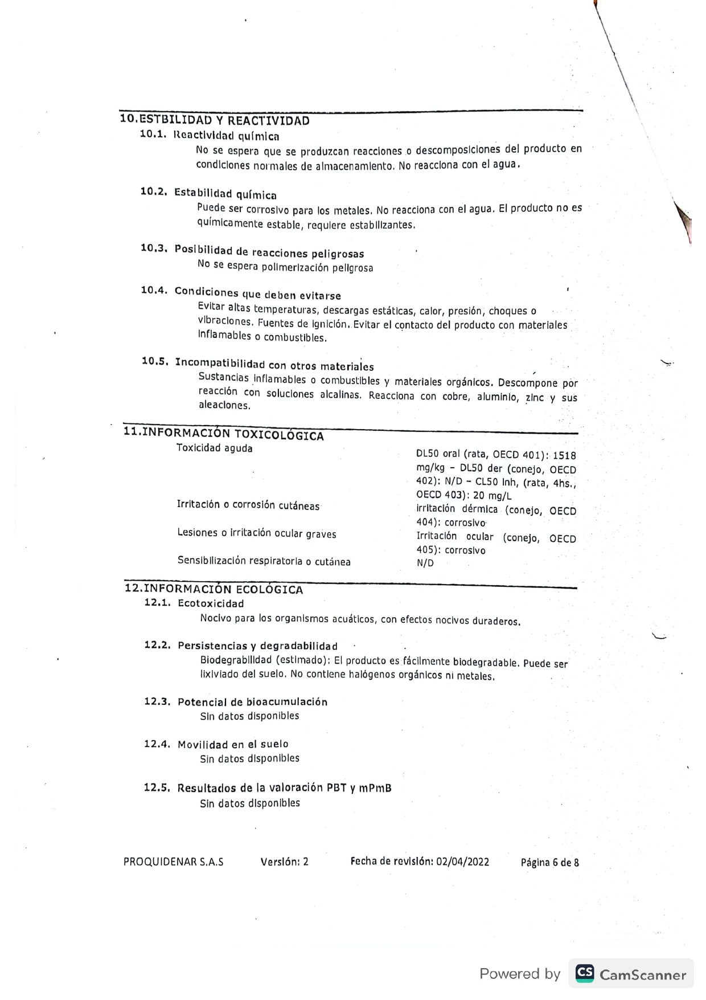 10.ESTBILIDAD Y REACTIVIDAD
10.1. Reactividad química
No se espera que se produzcan reacciones o descomposiciones del producto en
condiciones normales de almacenamiento. No reacciona con el agua.
10.2. Estabilidad química
Puede ser corrosivo para los metales. No reacciona con el agua. El producto no es
químicamente estable, requiere estabilizantes.
10.3. Posibilidad de reacciones peligrosas
No se espera polimerización peligrosa
10.4. Condiciones que deben evitarse
Evitar altas temperaturas, descargas estáticas, calor, presión, choques o
vibraciones. Fuentes de ignición. Evitar el contacto del producto con materiales
inflamables o combustibles.
10.5. Incompatibilidad con otros materiales
Sustancias inflamables o combustibles y materiales orgánicos. Descompone por
reacción con soluciones alcalinas. Reacciona con cobre, aluminio, zinc y sus
aleaciones.
11.INFORMACIÓN TOXICOLÓGICA
Toxicidad aguda
DL50 oral (rata, OECD 401): 1518
mg/kg – DL50 der (conejo, OECD
402): N/D – CL50 Inh, (rata, 4hs.,
OECD 403): 20 mg/L
Irritación o corrosión cutáneas
irritación dérmica (conejo, OECD
404): corrosivo
Lesiones o irritación ocular graves
Irritación ocular (conejo, OECD
405): corrosivo
Sensibilización respiratoria o cutánea
N/D
12.INFORMACIÓN ECOLÓGICA
12.1. Ecotoxicidad
Nocivo para los organismos acuáticos, con efectos nocivos duraderos.
12.2. Persistencias y degradabilidad
Biodegrabilidad (estimado): El producto es fácilmente biodegradable. Puede ser
lixiviado del suelo. No contiene halógenos orgánicos ni metales.
12.3. Potencial de bioacumulación
Sin datos disponibles
12.4. Movilidad en el suelo
Sin datos disponibles
12.5. Resultados de la valoración PBT y mPmB
Sin datos disponibles
PROQUIDENAR S.A.S Versión: 2 Fecha de revisión: 02/04/2022 Página 6 de 8
Powered by CS CamScanner